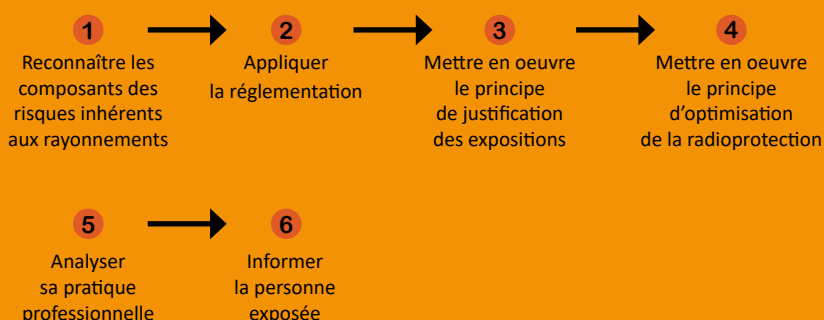 1
Reconnaître les
composants des
risques inhérents
aux rayonnements
2
Appliquer
la réglementation
3
Mettre en oeuvre
le principe
de justification
des expositions
4
Mettre en oeuvre
le principe
d'optimisation
de la radioprotection
5
Analyser
sa pratique
professionnelle
6
Informer
la personne
exposée